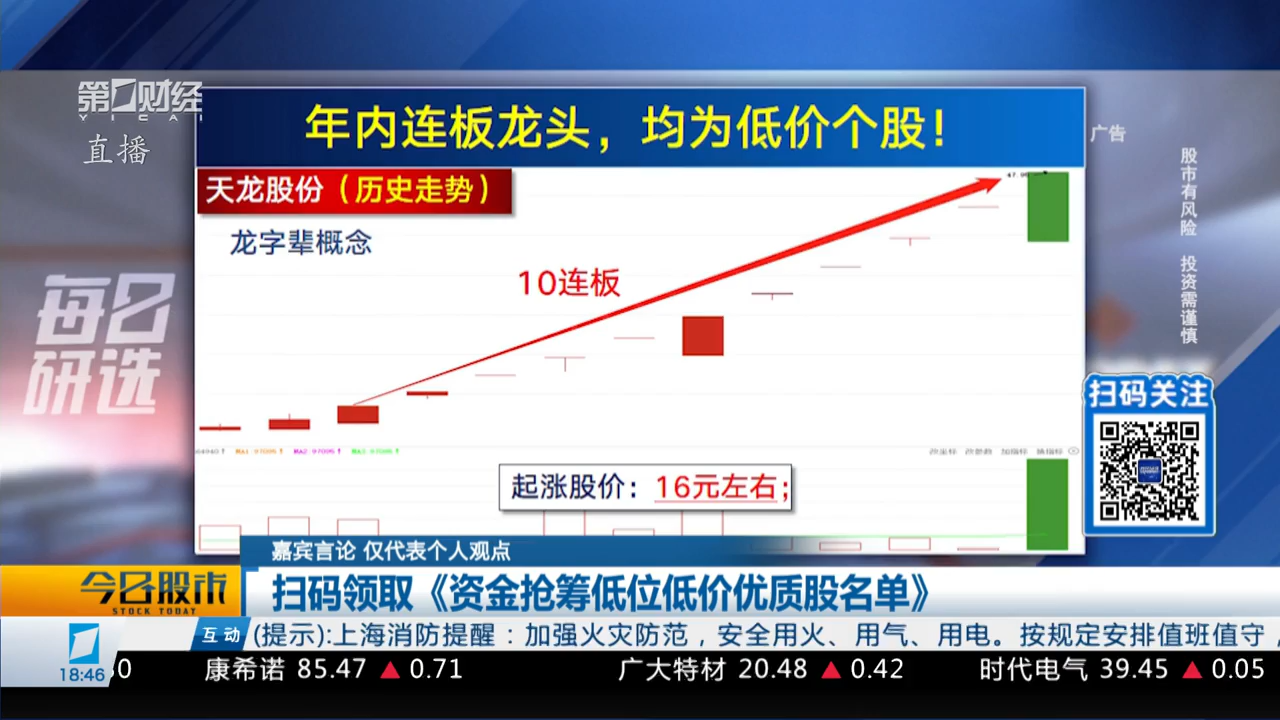 第一财经
YICAI
直播
年内连板龙头，均为低价个股！
广告
股市有风险 投资需谨慎
天龙股份（历史走势）
龙字辈概念
10连板
每日
研选
扫码关注
起涨股价：16元左右；
嘉宾言论 仅代表个人观点
今日股市
STOCK TODAY
扫码领取《资金抢筹低位低价优质股名单》
互动
(提示):上海消防提醒：加强火灾防范，安全用火、用气、用电。按规定安排值班值守，
18:46
康希诺 85.47 ▲ 0.71 广大特材 20.48 ▲ 0.42 时代电气 39.45 ▲ 0.05